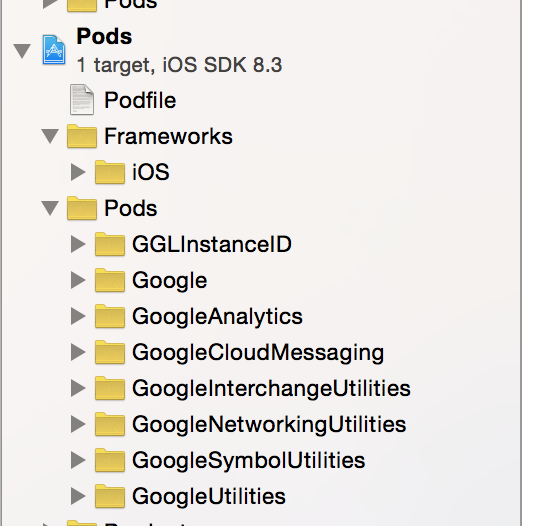 Pods
Pods
1 target, iOS SDK 8.3
Podfile
Frameworks
iOS
Pods
GGLInstanceID
Google
GoogleAnalytics
GoogleCloudMessaging
GoogleInterchangeUtilities
GoogleNetworkingUtilities
GoogleSymbolUtilities
GoogleUtilities